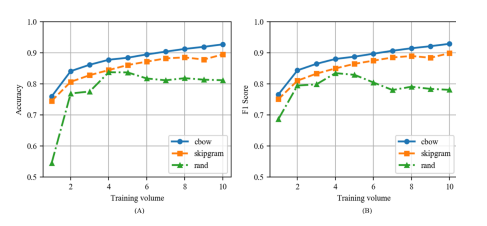 1.0
0.9
0.8
0.7
0.6
0.5
Accuracy
2 4 6 8 10
Training volume
(A)
cbow
skipgram
rand
1.0
0.9
0.8
0.7
0.6
0.5
F1 Score
2 4 6 8 10
Training volume
(B)
cbow
skipgram
rand